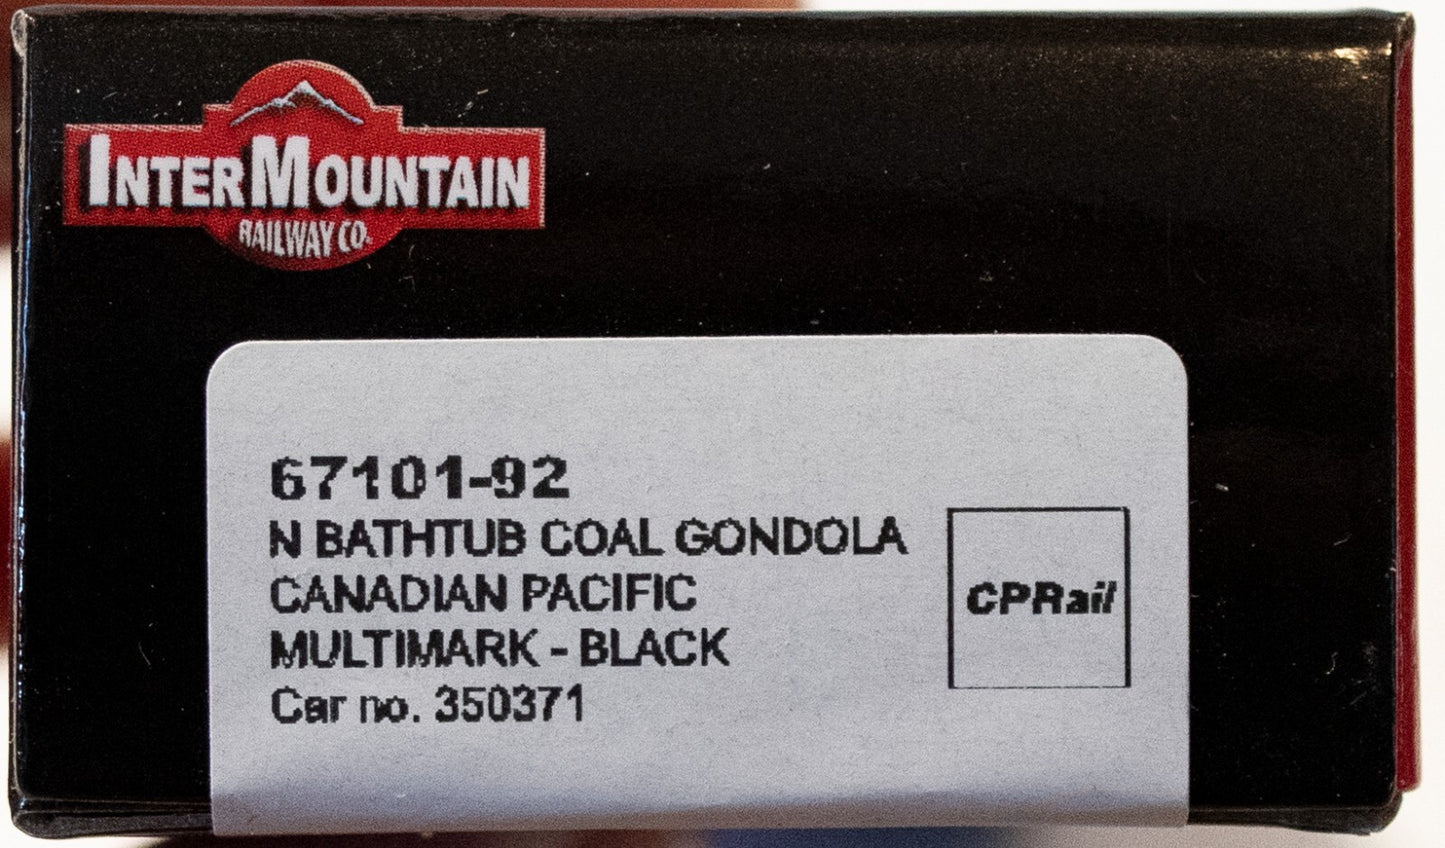 INTERMOUNTAIN
RAILWAY CO.
67101-92
N BATHTUB COAL GONDOLA
CANADIAN PACIFIC
MULTIMARK - BLACK
Car no. 350371
CPRail